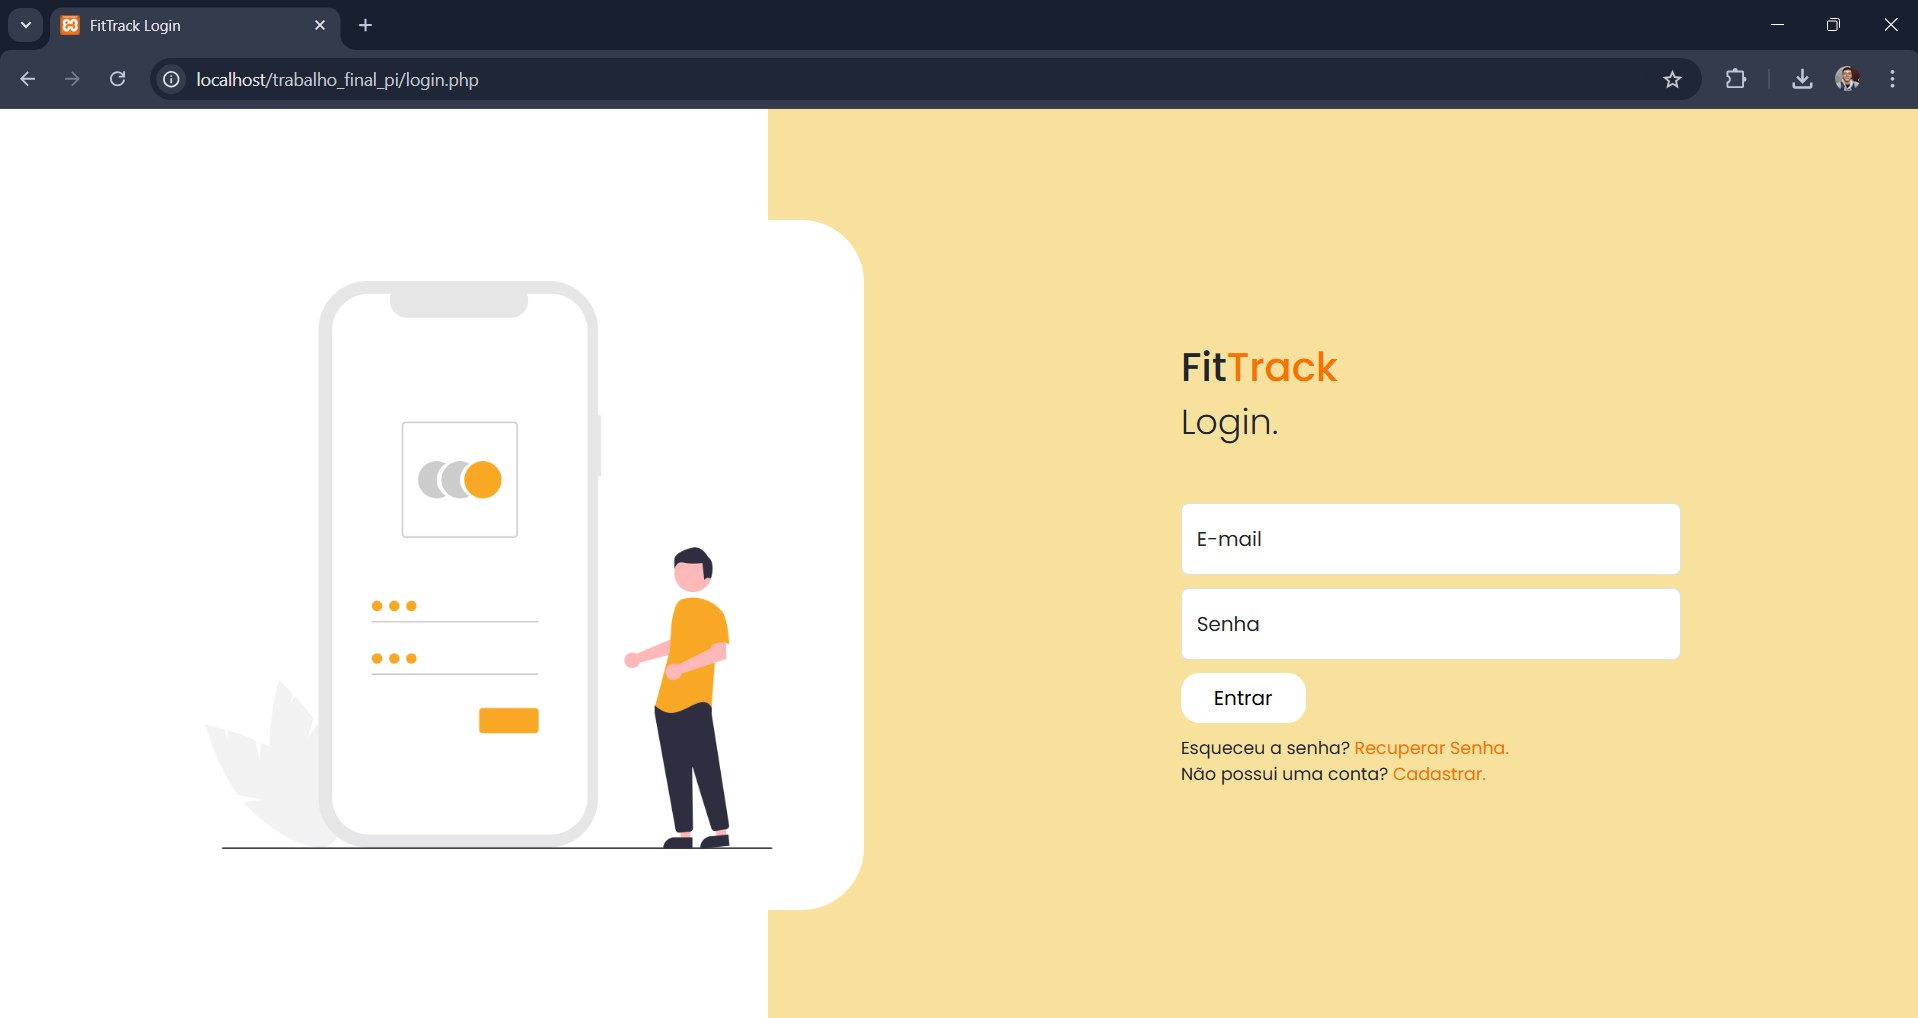 FitTrack Login
localhost/trabalho_final_pi/login.php
FitTrack
Login.
E-mail
Senha
Entrar
Esqueceu a senha? Recuperar Senha.
Não possui uma conta? Cadastrar.